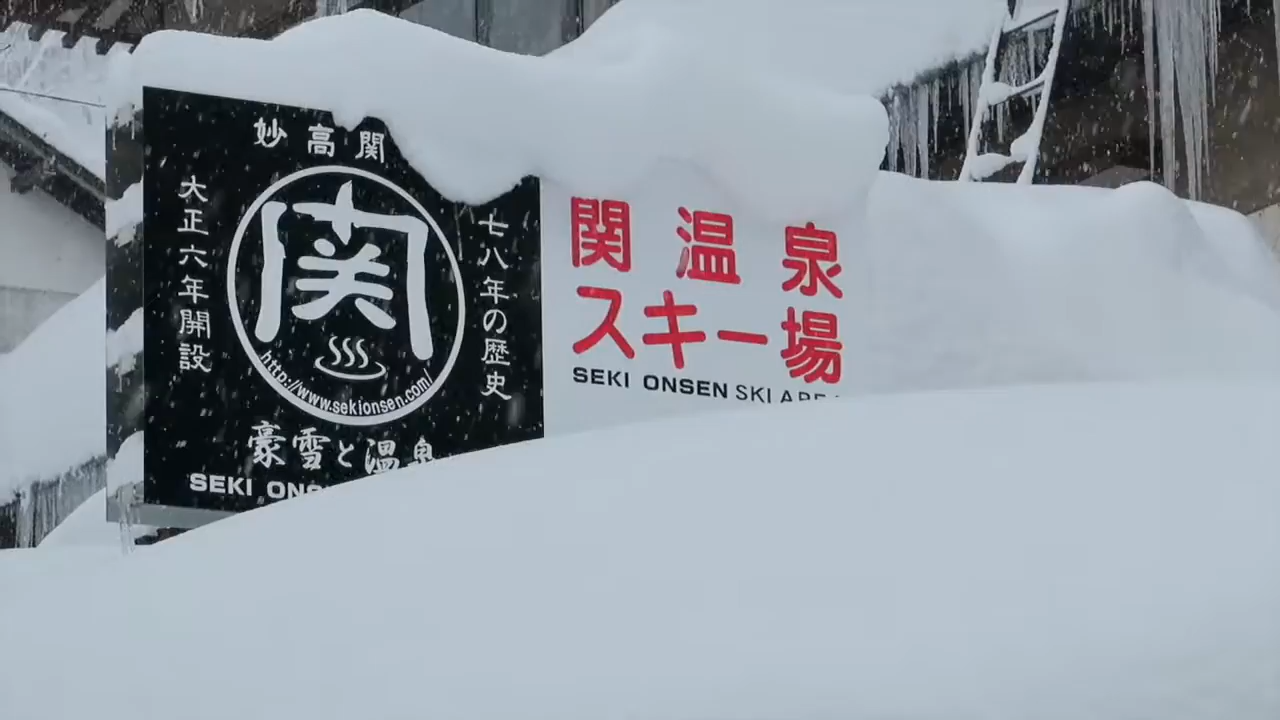 妙高関
大正六年開設
関
七八年の歴史
http://www.sekionsen.com/
豪雪と温泉
SEKI
関温泉
スキー場
SEKI ONSEN SKI